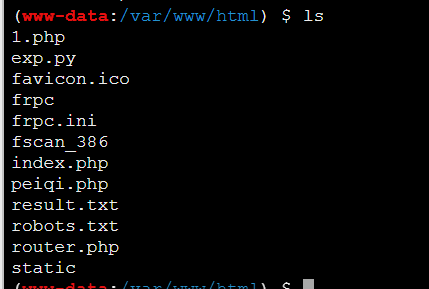 (www-data:/var/www/html) $ ls
1.php
exp.py
favicon.ico
frpc
frpc.ini
fscan_386
index.php
peiqi.php
result.txt
robots.txt
router.php
static
(www-data:/var/www/html) $